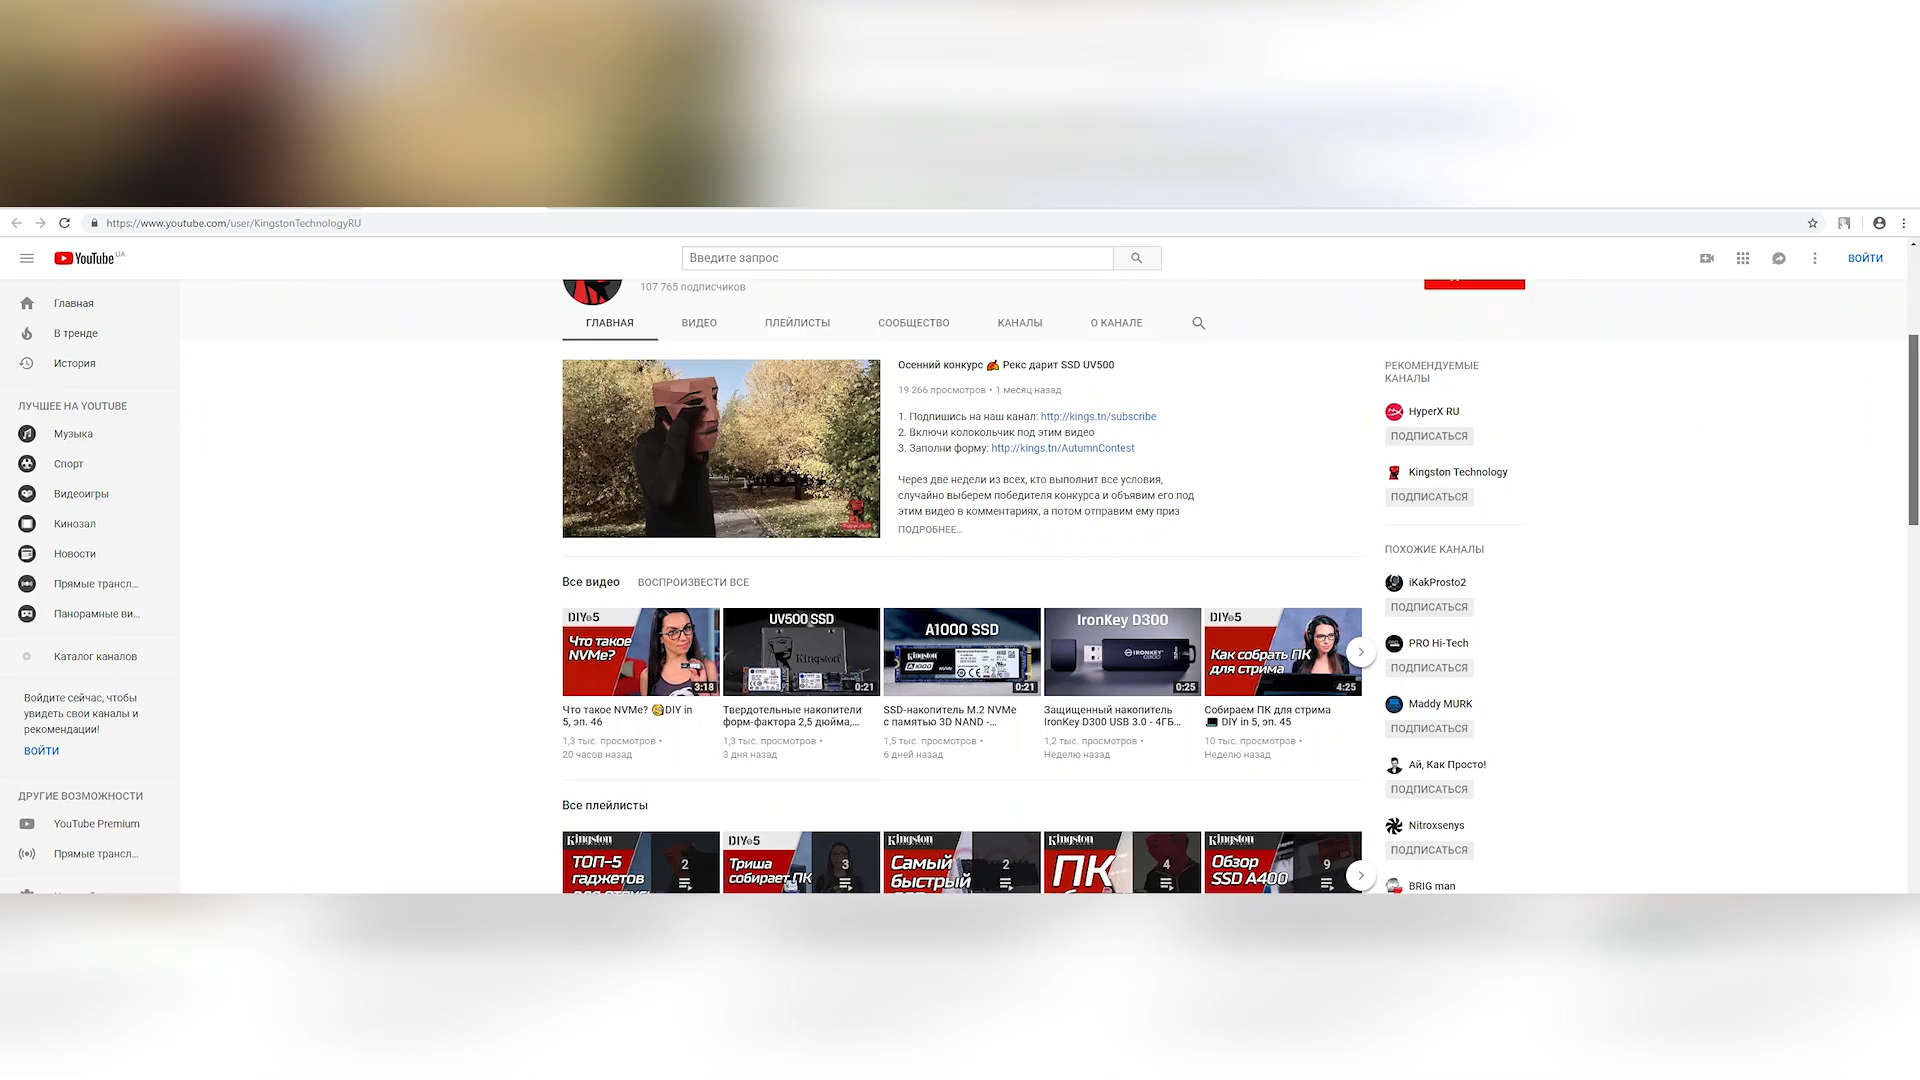 https://www.youtube.com/user/KingstonTechnologyRU
YouTube UA
Введите запрос
ВОЙТИ
Главная
В тренде
История
ЛУЧШЕЕ НА YOUTUBE
Музыка
Спорт
Видеоигры
Кинозал
Новости
Прямые трансл...
Панорамные ви...
Каталог каналов
Войдите сейчас, чтобы
увидеть свои каналы и
рекомендации!
ВОЙТИ
ДРУГИЕ ВОЗМОЖНОСТИ
YouTube Premium
Прямые трансл...
107 765 подписчиков
ГЛАВНАЯ
ВИДЕО
ПЛЕЙЛИСТЫ
СООБЩЕСТВО
КАНАЛЫ
О КАНАЛЕ
Осенний конкурс 🍂 Рекс дарит SSD UV500
19 266 просмотров • 1 месяц назад
1. Подпишись на наш канал: http://kings.tn/subscribe
2. Включи колокольчик под этим видео
3. Заполни форму: http://kings.tn/AutumnContest
Через две недели из всех, кто выполнит все условия,
случайно выберем победителя конкурса и объявим его под
этим видео в комментариях, а потом отправим ему приз
ПОДРОБНЕЕ...
Все видео
ВОСПРОИЗВЕСТИ ВСЕ
DIY in 5
Что такое
NVMe?
3:18
Что такое NVMe? 🤔DIY in
5, эп. 46
1,3 тыс. просмотров •
20 часов назад
UV500 SSD
Kingston
0:21
Твердотельные накопители
форм-фактора 2,5 дюйма,...
1,3 тыс. просмотров •
3 дня назад
A1000 SSD
Kingston
A1000
0:21
SSD-накопитель M.2 NVMe
с памятью 3D NAND -...
1,5 тыс. просмотров •
6 дней назад
IronKey D300
IRONKEY
D300
0:25
Защищенный накопитель
IronKey D300 USB 3.0 - 4ГБ...
1,2 тыс. просмотров •
Неделю назад
DIY in 5
Как собрать ПК
для стрима
4:25
Собираем ПК для стрима
💻 DIY in 5, эп. 45
10 тыс. просмотров •
Неделю назад
Все плейлисты
Kingston
ТОП-5
гаджетов
2
DIY in 5
Триша
собирает ПК
3
Kingston
Самый
быстрый
2
Kingston
ПК
4
Kingston
Обзор
SSD A400
9
РЕКОМЕНДУЕМЫЕ
КАНАЛЫ
HyperX RU
ПОДПИСАТЬСЯ
Kingston Technology
ПОДПИСАТЬСЯ
ПОХОЖИЕ КАНАЛЫ
iKakProsto2
ПОДПИСАТЬСЯ
PRO Hi-Tech
ПОДПИСАТЬСЯ
Maddy MURK
ПОДПИСАТЬСЯ
Ай, Как Просто!
ПОДПИСАТЬСЯ
Nitroxsenys
ПОДПИСАТЬСЯ
BRIG man